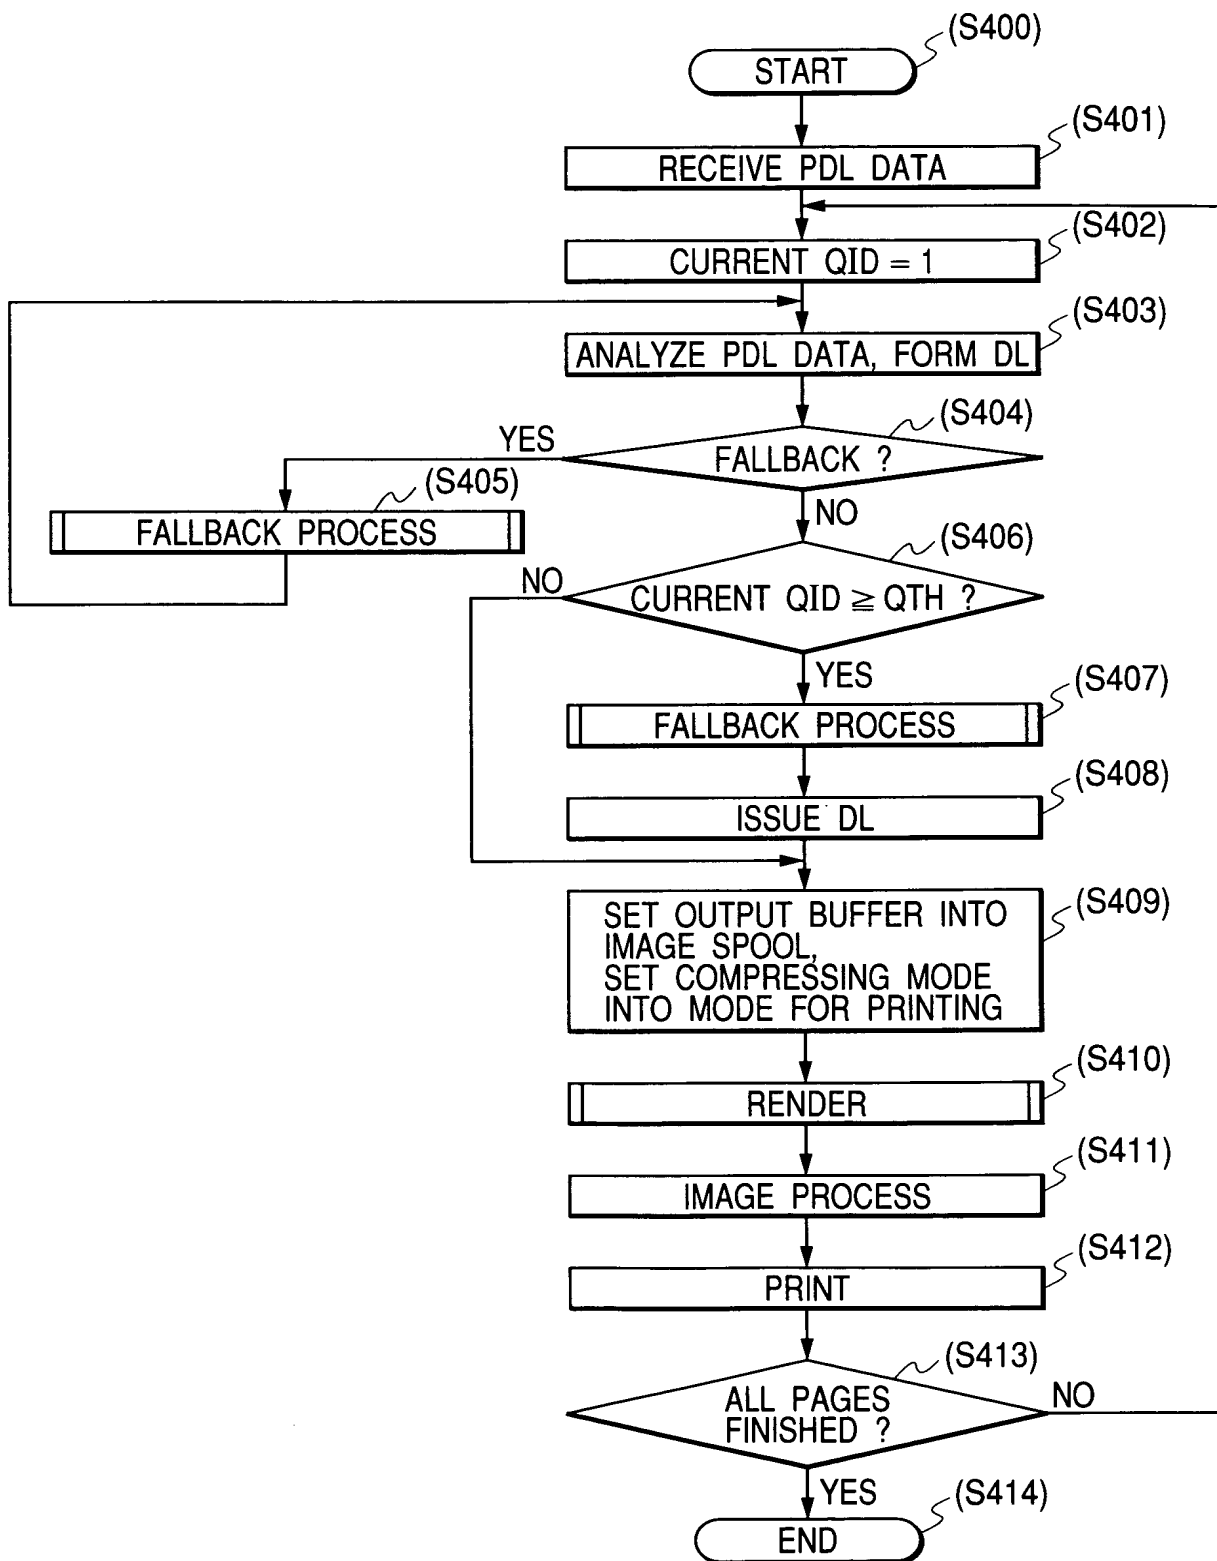 (S400)
START
(S401)
RECEIVE PDL DATA
(S402)
CURRENT QID = 1
(S403)
ANALYZE PDL DATA, FORM DL
(S404)
YES
FALLBACK ?
(S405)
FALLBACK PROCESS
NO
(S406)
NO
CURRENT QID ≧ QTH ?
YES
(S407)
FALLBACK PROCESS
(S408)
ISSUE DL
(S409)
SET OUTPUT BUFFER INTO
IMAGE SPOOL,
SET COMPRESSING MODE
INTO MODE FOR PRINTING
(S410)
RENDER
(S411)
IMAGE PROCESS
(S412)
PRINT
(S413)
ALL PAGES
FINISHED ?
NO
YES
(S414)
END